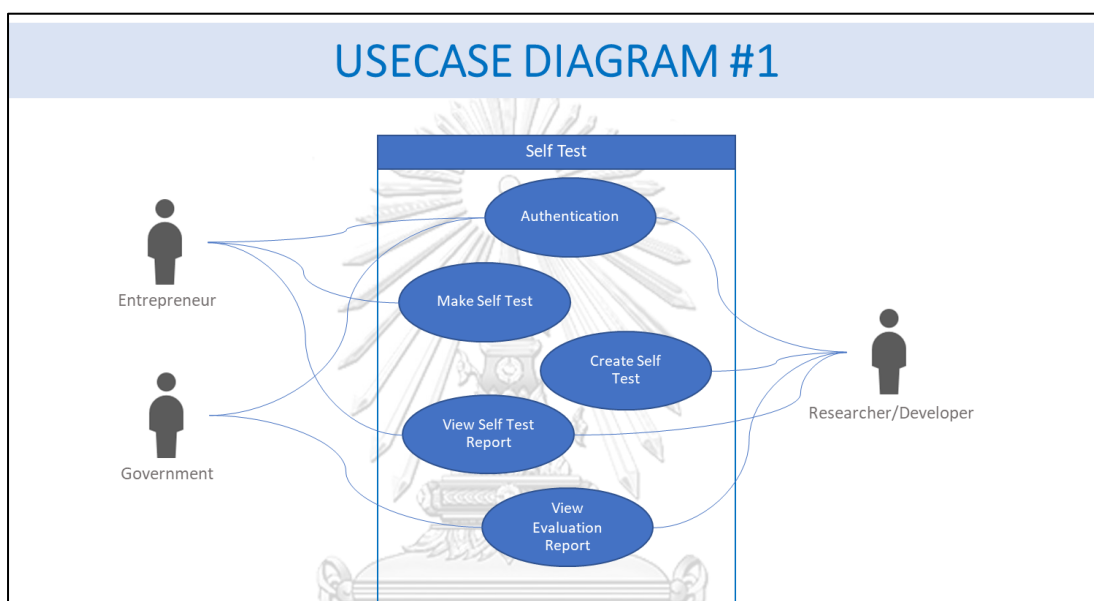 USECASE DIAGRAM #1
Self Test
Authentication
Entrepreneur
Make Self Test
Create Self
Test
Researcher/Developer
View Self Test
Report
Government
View
Evaluation
Report